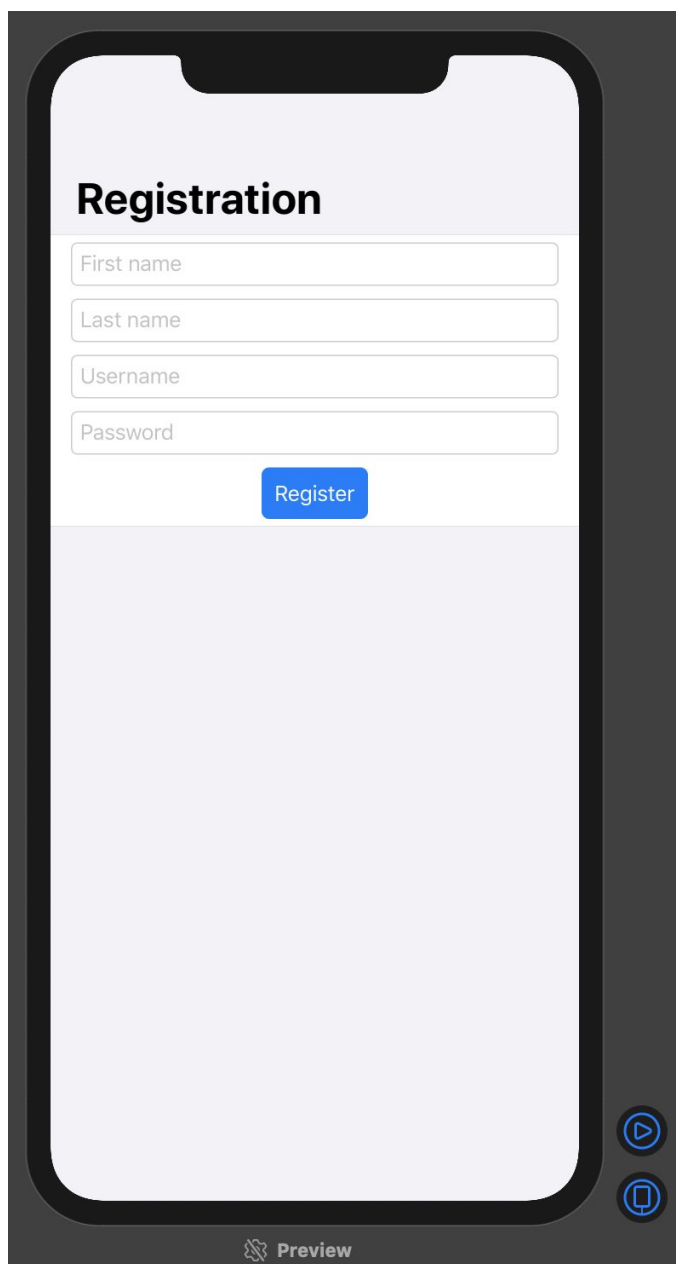 Registration
First name
Last name
Username
Password
Register
Preview